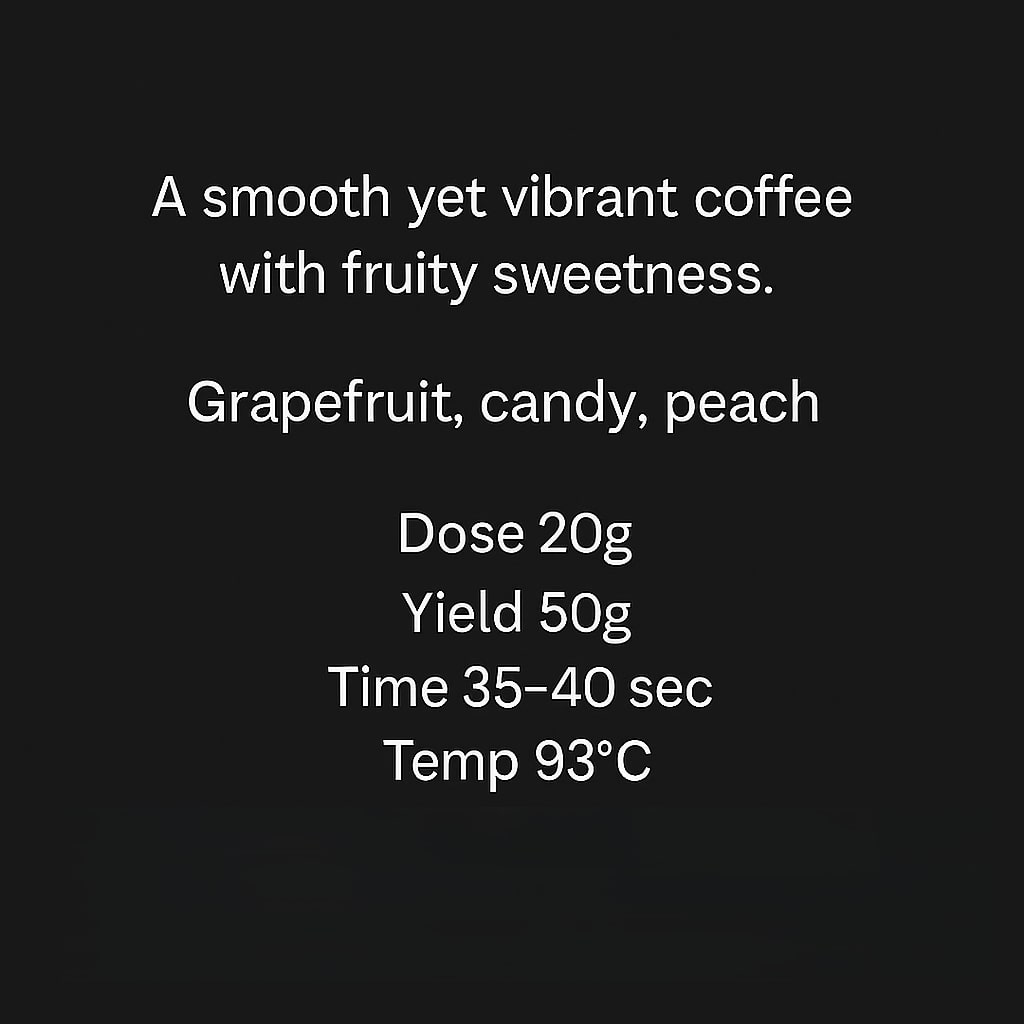 A smooth yet vibrant coffee
with fruity sweetness.
Grapefruit, candy, peach
Dose 20g
Yield 50g
Time 35–40 sec
Temp 93°C